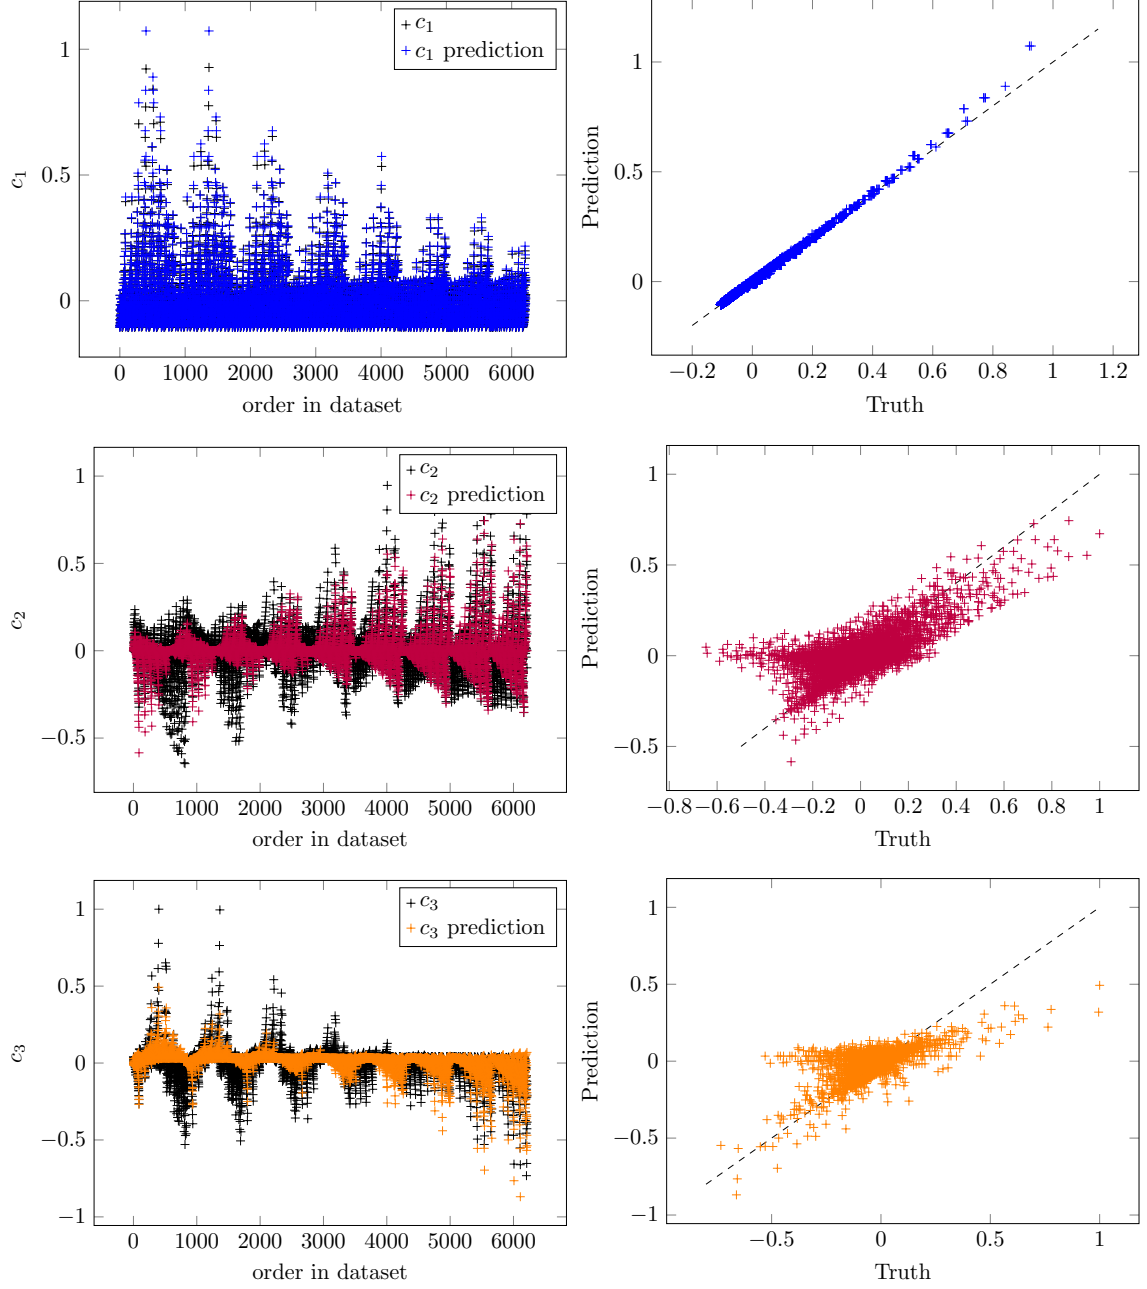 1
0.5
0
c₁
c₁
c₁ prediction
0 1000 2000 3000 4000 5000 6000
order in dataset
1
0.5
0
Prediction
−0.2 0 0.2 0.4 0.6 0.8 1 1.2
Truth
1
0.5
0
−0.5
c₂
c₂
c₂ prediction
0 1000 2000 3000 4000 5000 6000
order in dataset
1
0.5
0
−0.5
Prediction
−0.8 −0.6 −0.4 −0.2 0 0.2 0.4 0.6 0.8 1
Truth
1
0.5
0
−0.5
−1
c₃
c₃
c₃ prediction
0 1000 2000 3000 4000 5000 6000
order in dataset
1
0.5
0
−0.5
−1
Prediction
−0.5 0 0.5 1
Truth